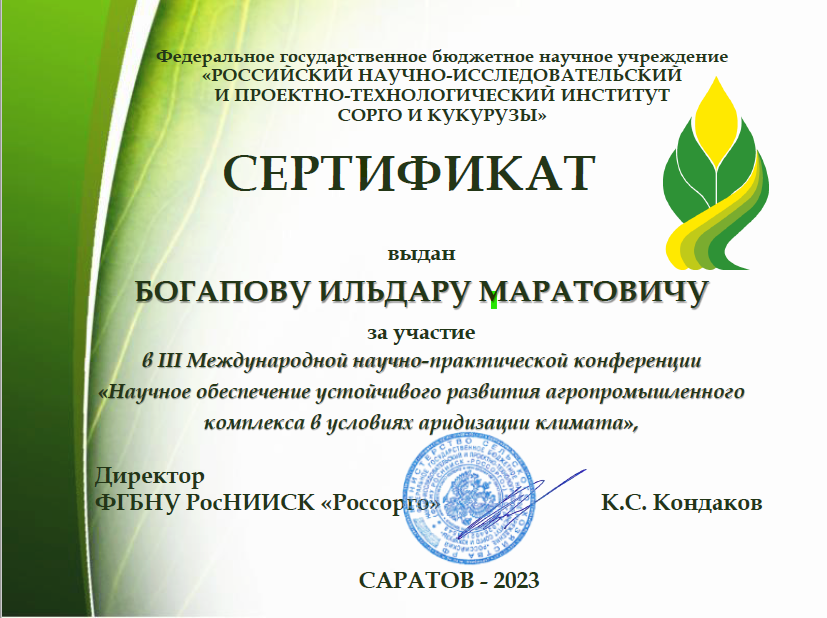 Федеральное государственное бюджетное научное учреждение
«РОССИЙСКИЙ НАУЧНО-ИССЛЕДОВАТЕЛЬСКИЙ
И ПРОЕКТНО-ТЕХНОЛОГИЧЕСКИЙ ИНСТИТУТ
СОРГО И КУКУРУЗЫ»
СЕРТИФИКАТ
выдан
БОГАПОВУ ИЛЬДАРУ МАРАТОВИЧУ
за участие
в III Международной научно-практической конференции
«Научное обеспечение устойчивого развития агропромышленного
комплекса в условиях аридизации климата»,
Директор
ФГБНУ РосНИИСК «Россорго»
К.С. Кондаков
САРАТОВ - 2023